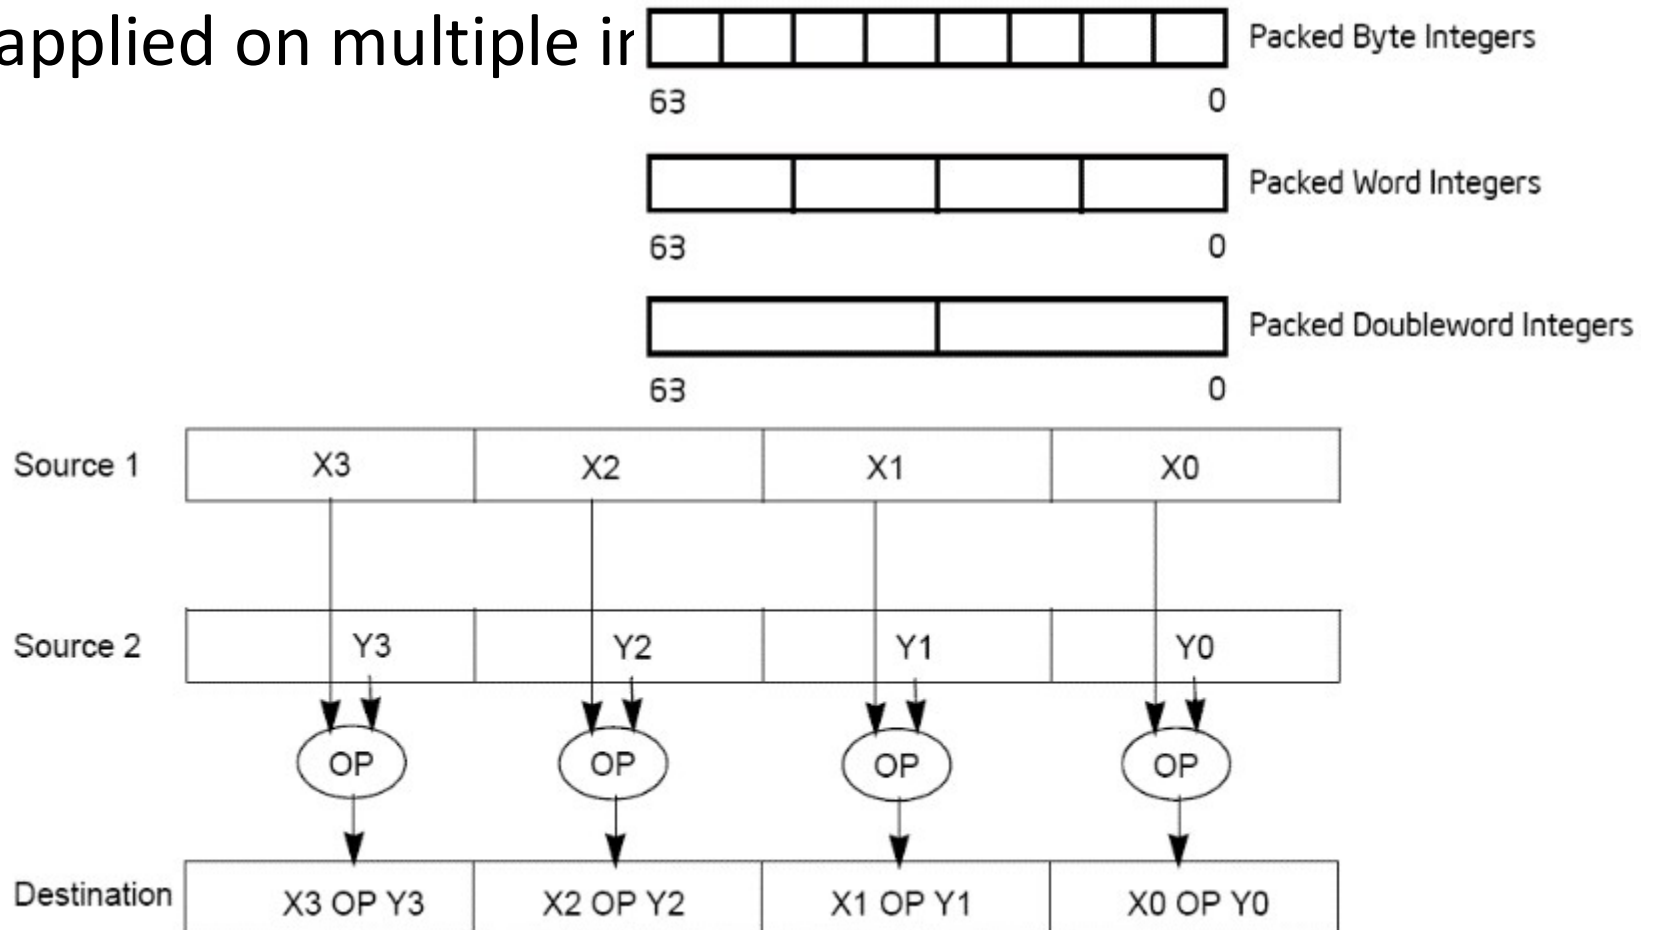 applied on multiple
Packed Byte Integers
63 0
Packed Word Integers
63 0
Packed Doubleword Integers
63 0
Source 1 X3 X2 X1 X0
Source 2 Y3 Y2 Y1 Y0
OP OP OP OP
Destination X3 OP Y3 X2 OP Y2 X1 OP Y1 X0 OP Y0